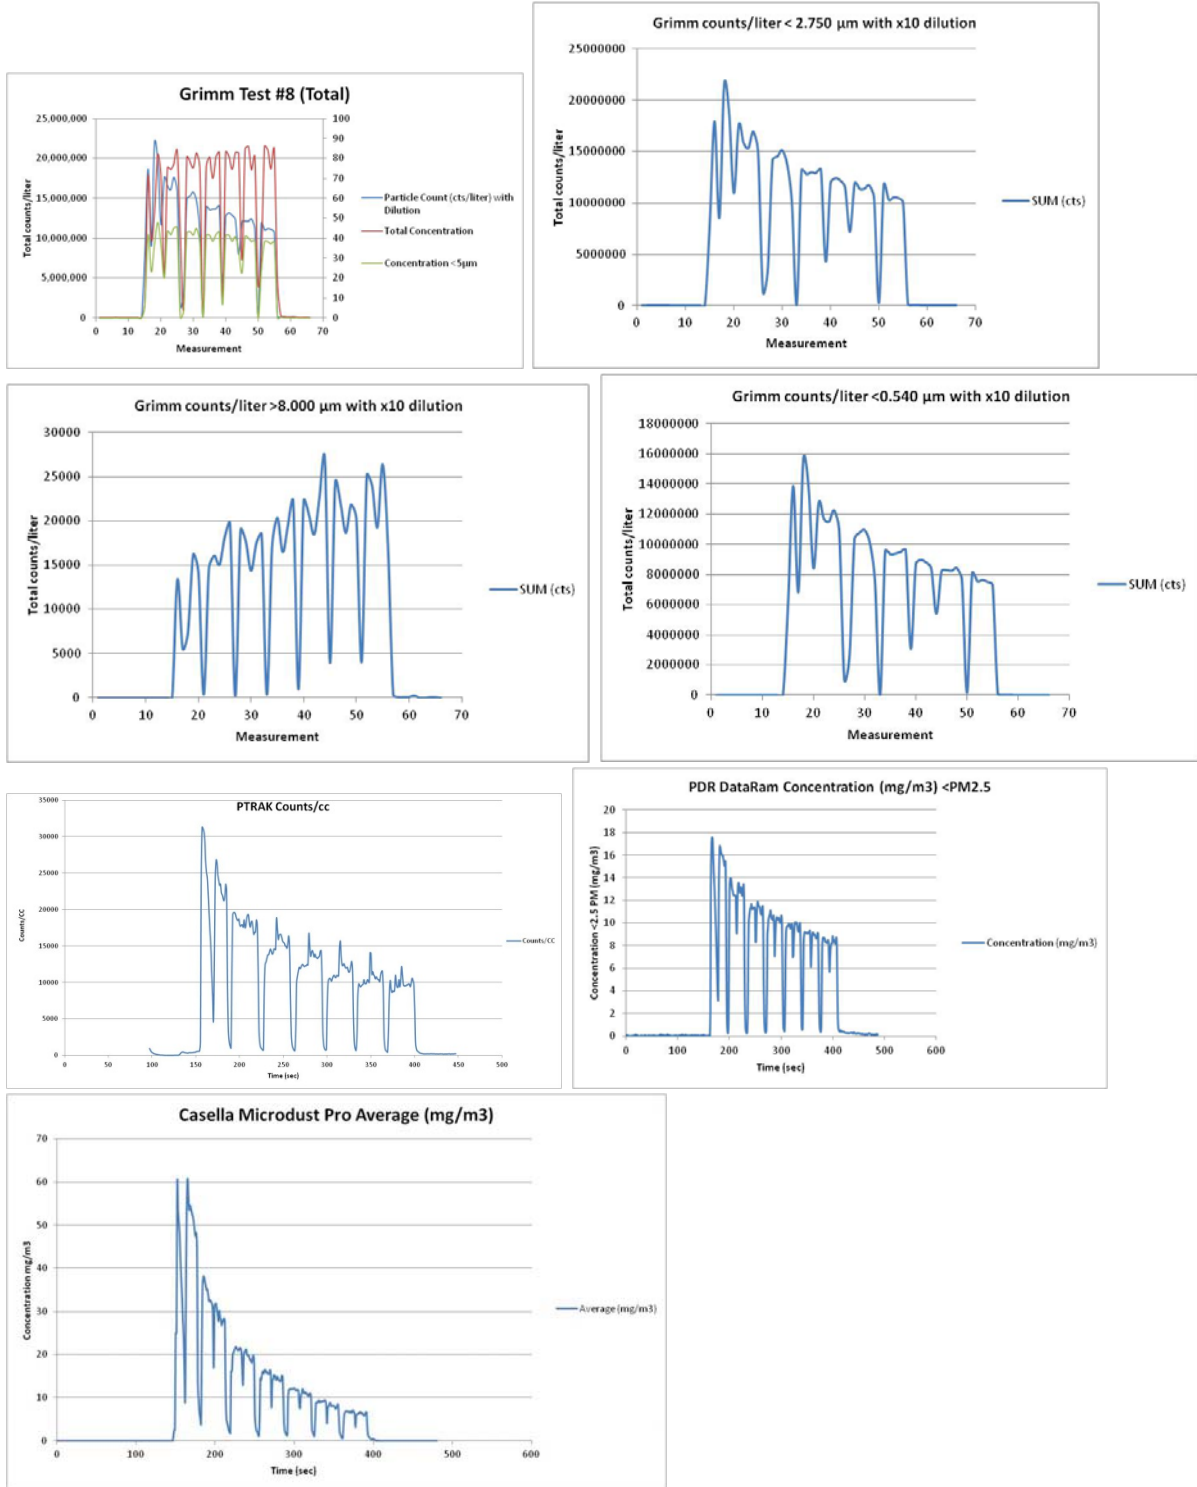 Grimm Test #8 (Total)
25,000,000
20,000,000
15,000,000
10,000,000
5,000,000
0
100
90
80
70
60
50
40
30
20
10
0
0 10 20 30 40 50 60 70
Total counts/liter
Measurement
Particle Count (cts/liter) with
Dilution
Total Concentration
Concentration <5µm
Grimm counts/liter < 2.750 µm with x10 dilution
25000000
20000000
15000000
10000000
5000000
0
0 10 20 30 40 50 60 70
Total counts/liter
Measurement
SUM (cts)
Grimm counts/liter >8.000 µm with x10 dilution
30000
25000
20000
15000
10000
5000
0
0 10 20 30 40 50 60 70
Total counts/liter
Measurement
SUM (cts)
Grimm counts/liter <0.540 µm with x10 dilution
18000000
16000000
14000000
12000000
10000000
8000000
6000000
4000000
2000000
0
0 10 20 30 40 50 60 70
Total counts/liter
Measurement
SUM (cts)
PTRAK Counts/cc
35000
30000
25000
20000
15000
10000
5000
0
0 50 100 150 200 250 300 350 400 450 500
Counts/CC
Time (sec)
Counts/CC
PDR DataRam Concentration (mg/m3) <PM2.5
20
18
16
14
12
10
8
6
4
2
0
0 100 200 300 400 500 600
Concentration <2.5 PM (mg/m3)
Time (sec)
Concentration (mg/m3)
Casella Microdust Pro Average (mg/m3)
70
60
50
40
30
20
10
0
0 100 200 300 400 500 600
Concentration mg/m3
Time (sec)
Average (mg/m3)